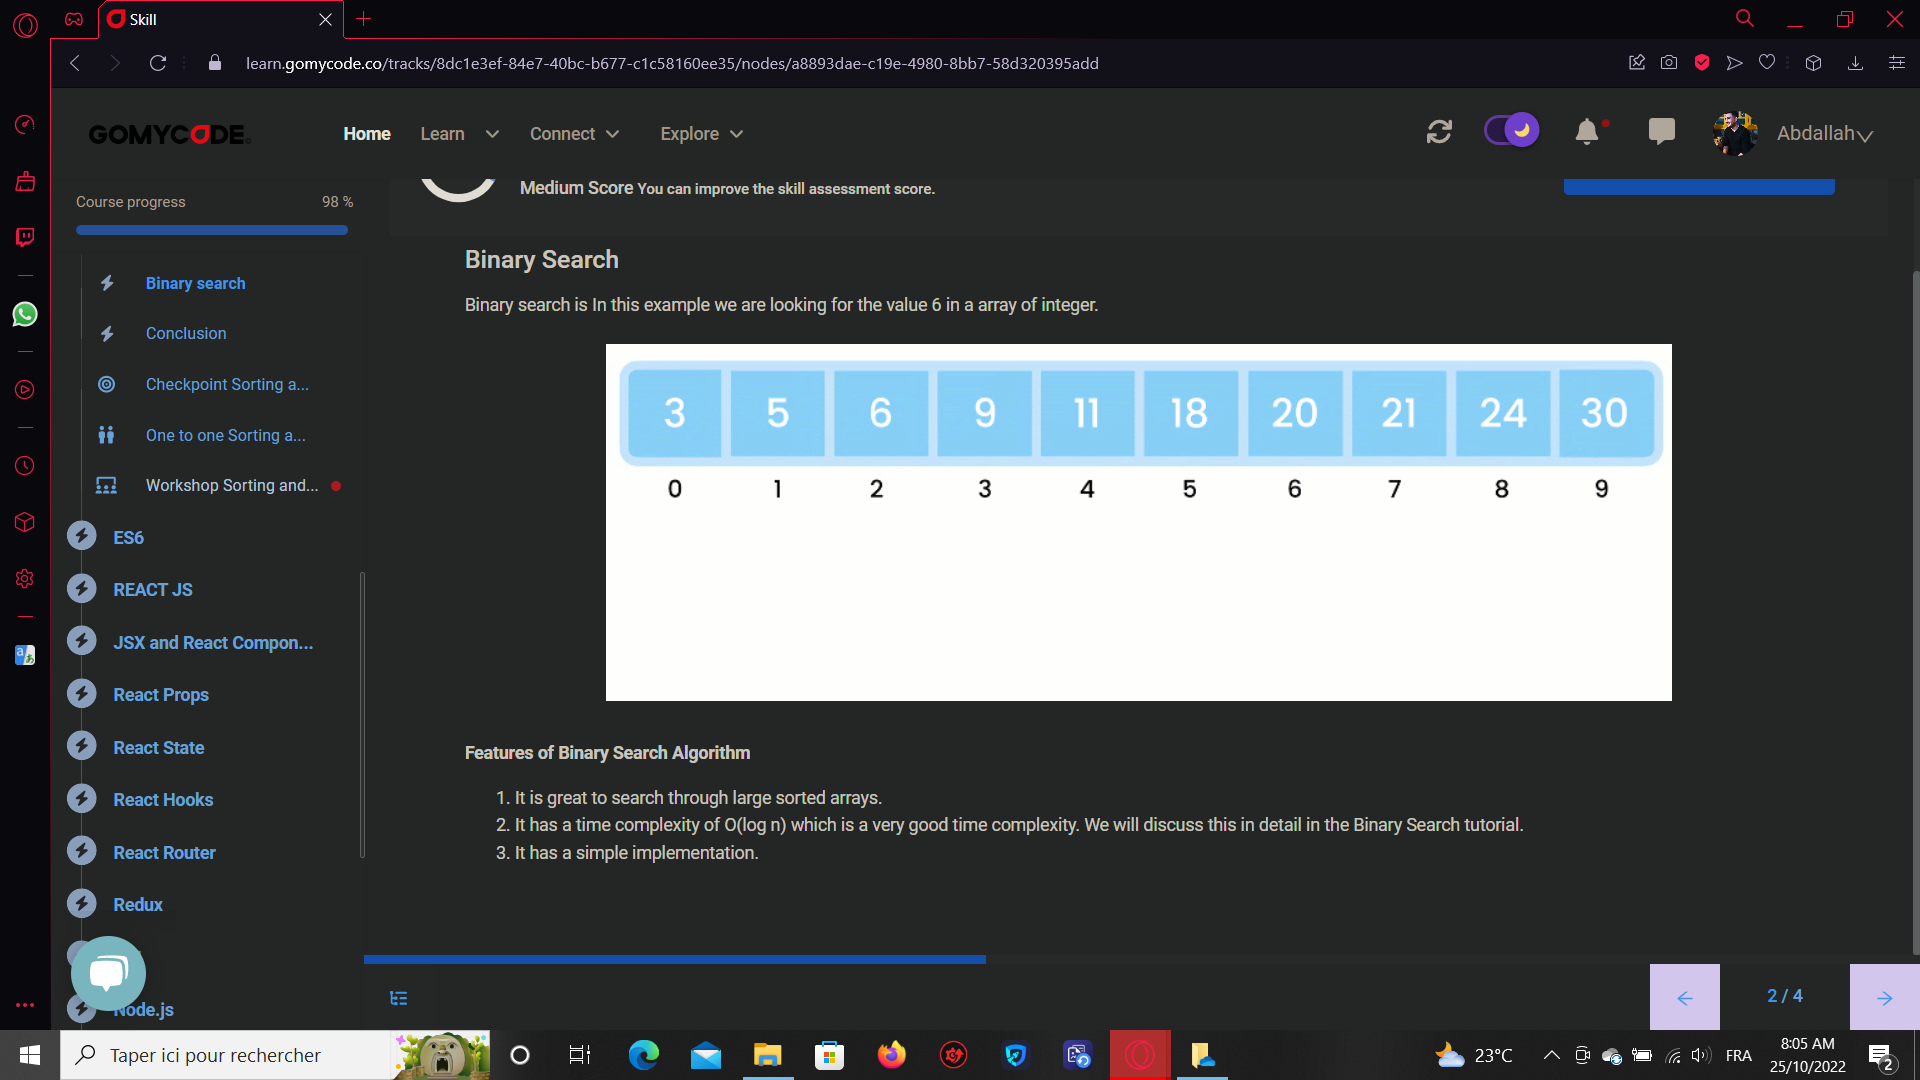 Skill
learn.gomycode.co/tracks/8dc1e3ef-84e7-40bc-b677-c1c58160ee35/nodes/a8893dae-c19e-4980-8bb7-58d320395add
GOMYCODE
Home Learn Connect Explore
Abdallah
Course progress 98 %
Medium Score You can improve the skill assessment score.
Binary search
Conclusion
Checkpoint Sorting a...
One to one Sorting a...
Workshop Sorting and...
ES6
REACT JS
JSX and React Compon...
React Props
React State
React Hooks
React Router
Redux
Node.js
Binary Search
Binary search is In this example we are looking for the value 6 in a array of integer.
3 5 6 9 11 18 20 21 24 30
0 1 2 3 4 5 6 7 8 9
Features of Binary Search Algorithm
1. It is great to search through large sorted arrays.
2. It has a time complexity of O(log n) which is a very good time complexity. We will discuss this in detail in the Binary Search tutorial.
3. It has a simple implementation.
2 / 4
Taper ici pour rechercher
23°C
FRA
8:05 AM
25/10/2022
2